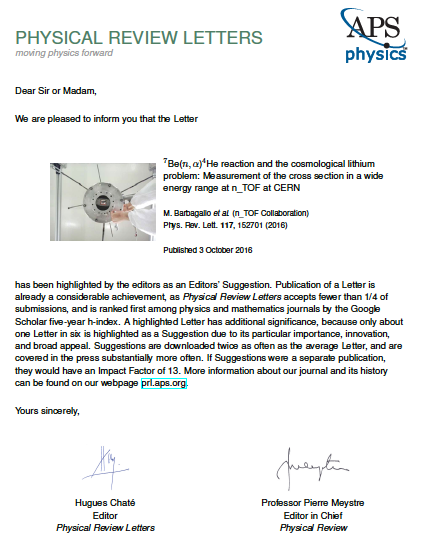 PHYSICAL REVIEW LETTERS
moving physics forward
APS
physics®
Dear Sir or Madam,
We are pleased to inform you that the Letter
⁷Be(n, α)⁴He reaction and the cosmological lithium
problem: Measurement of the cross section in a wide
energy range at n_TOF at CERN
M. Barbagallo et al. (n_TOF Collaboration)
Phys. Rev. Lett. 117, 152701 (2016)
Published 3 October 2016
has been highlighted by the editors as an Editors' Suggestion. Publication of a Letter is
already a considerable achievement, as Physical Review Letters accepts fewer than 1/4 of
submissions, and is ranked first among physics and mathematics journals by the Google
Scholar five-year h-index. A highlighted Letter has additional significance, because only about
one Letter in six is highlighted as a Suggestion due to its particular importance, innovation,
and broad appeal. Suggestions are downloaded twice as often as the average Letter, and are
covered in the press substantially more often. If Suggestions were a separate publication,
they would have an Impact Factor of 13. More information about our journal and its history
can be found on our webpage prl.aps.org.
Yours sincerely,
Hugues Chaté
Editor
Physical Review Letters
Professor Pierre Meystre
Editor in Chief
Physical Review